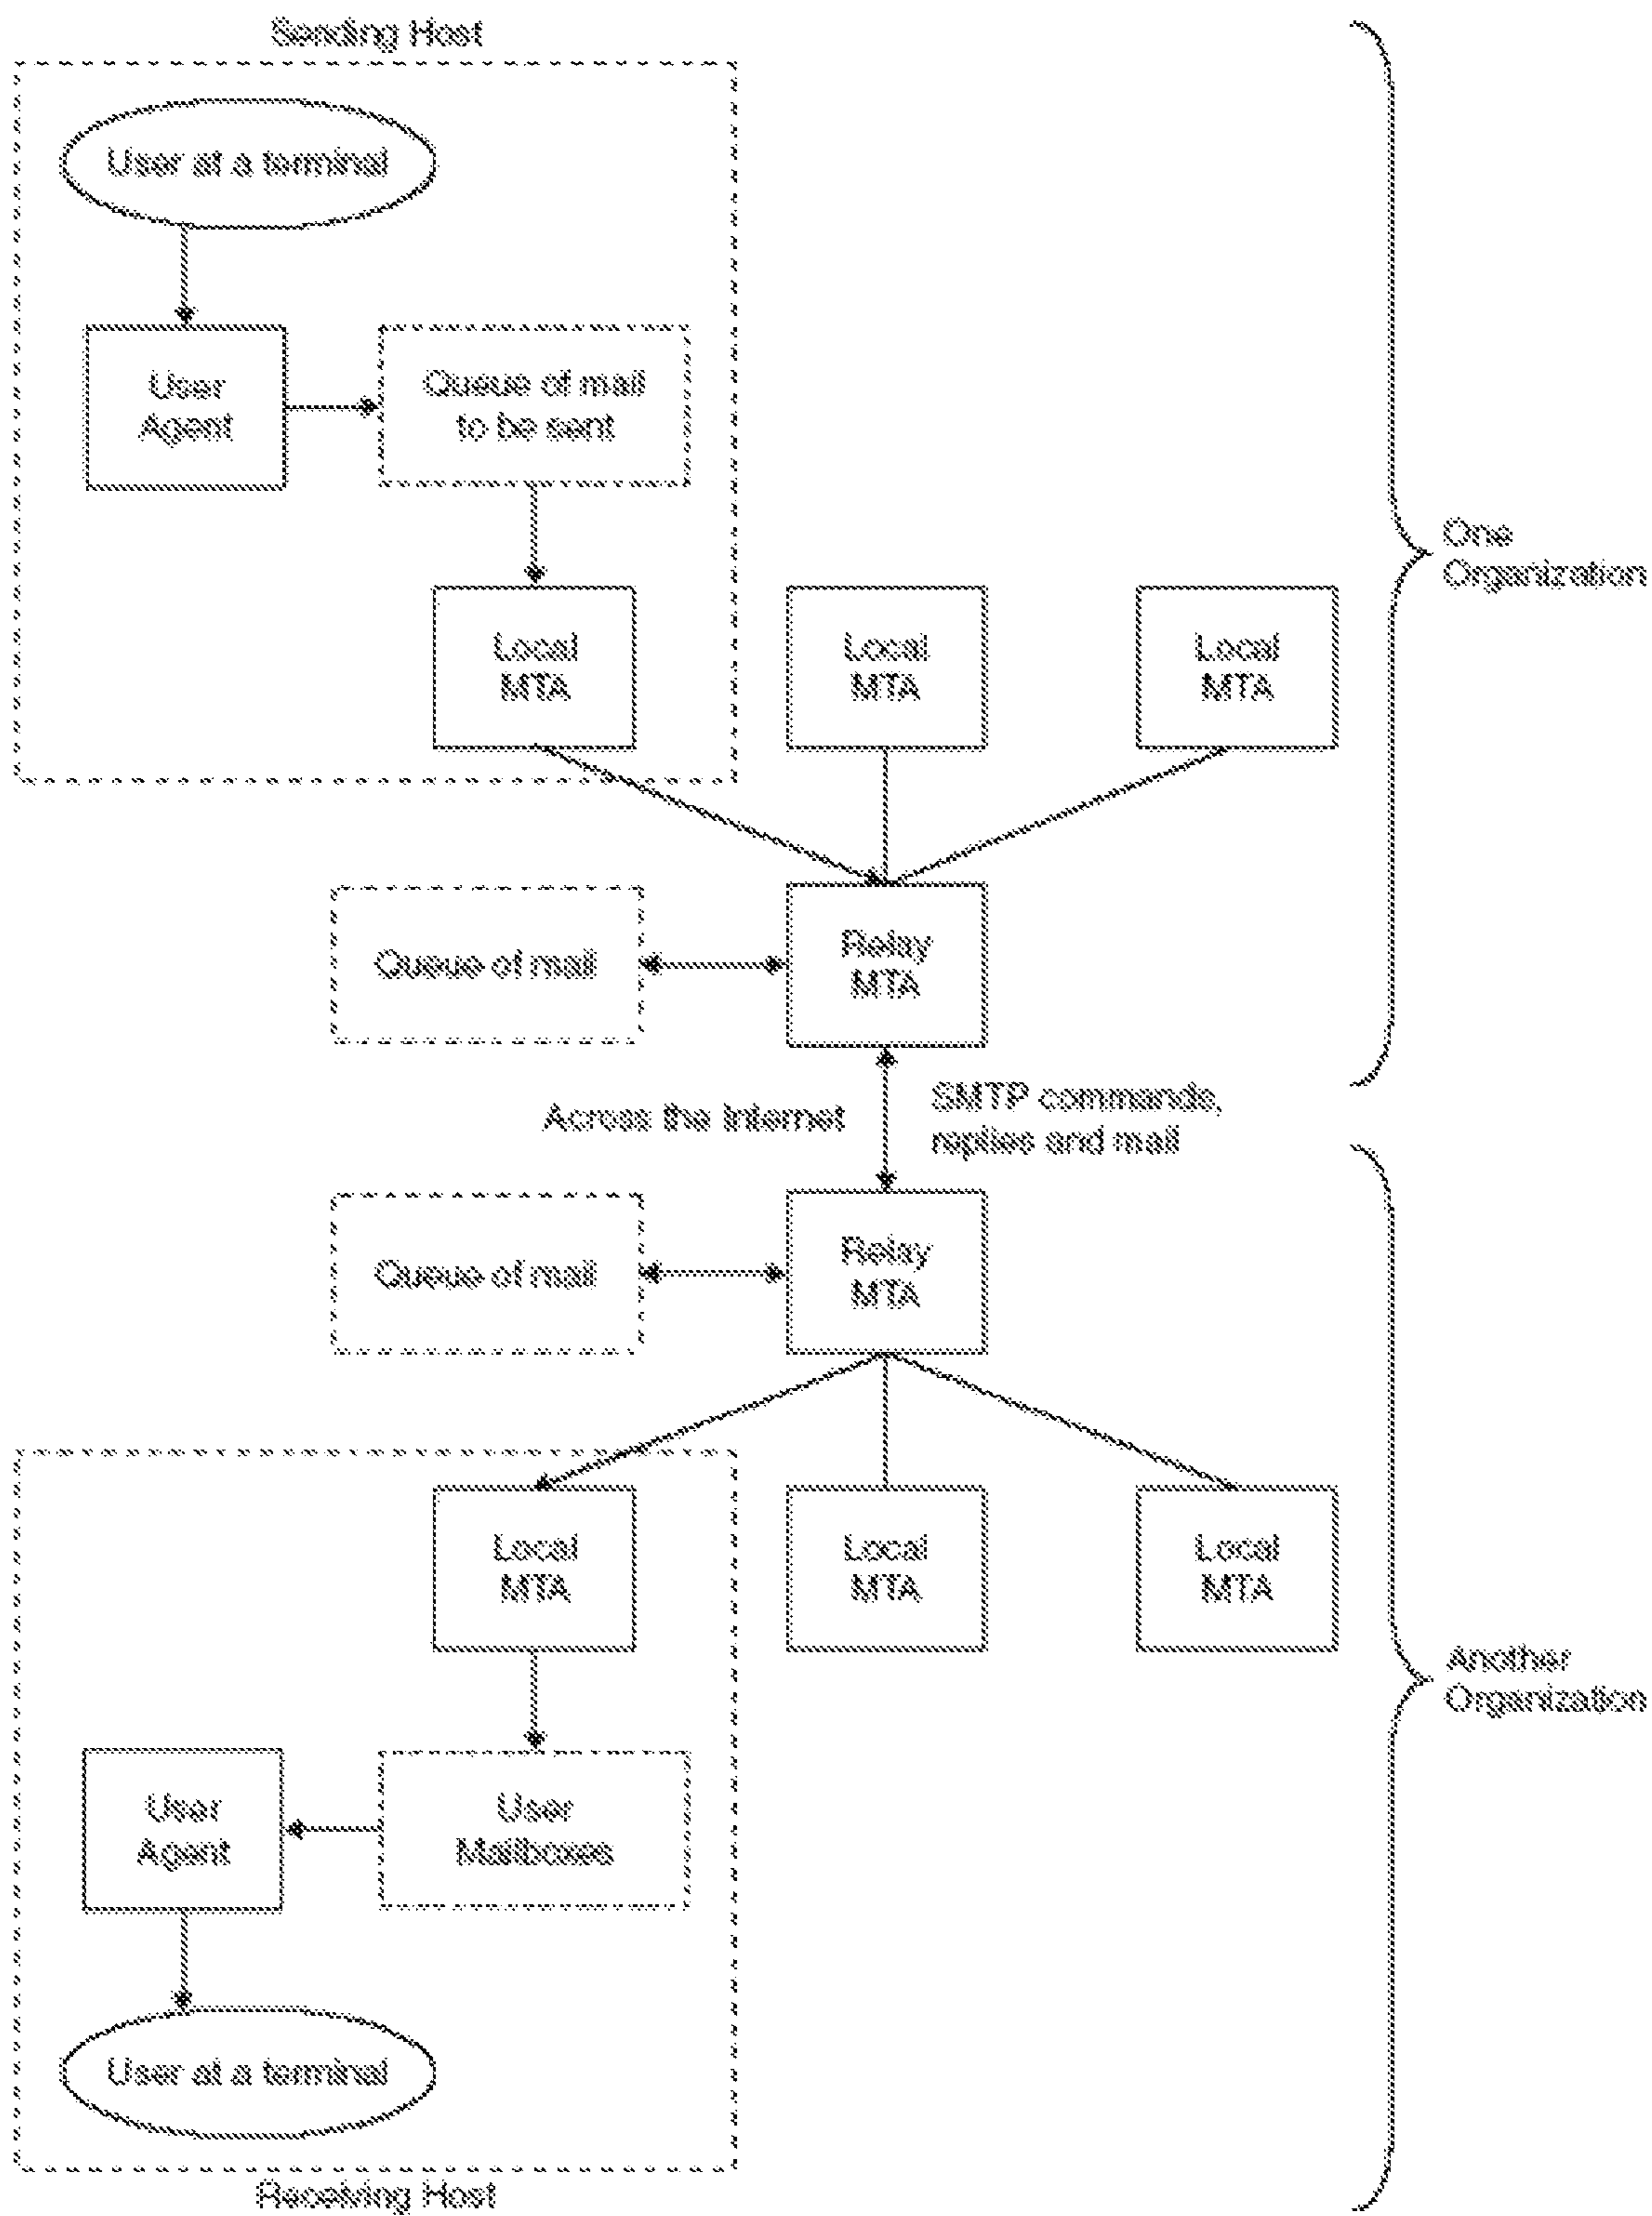 Sending Host
User at a terminal
User
Agent
Queue of mail
to be sent
One
Organization
Local
MTA
Local
MTA
Local
MTA
Queue of mail
Relay
MTA
Across the Internet
SMTP commands,
replies and mail
Queue of mail
Relay
MTA
Local
MTA
Local
MTA
Local
MTA
Another
Organization
User
Agent
User
Mailboxes
User at a terminal
Receiving Host